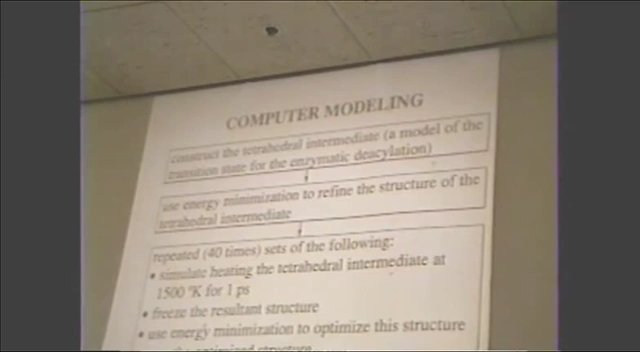 COMPUTER MODELING
construct the tetrahedral intermediate (a model of the
transition state for the enzymatic deacylation)
use energy minimization to refine the structure of the
tetrahedral intermediate
repeated (40 times) sets of the following:
• simulate heating the tetrahedral intermediate at
1500 °K for 1 ps
• freeze the resultant structure
• use energy minimization to optimize this structure
optimized structure